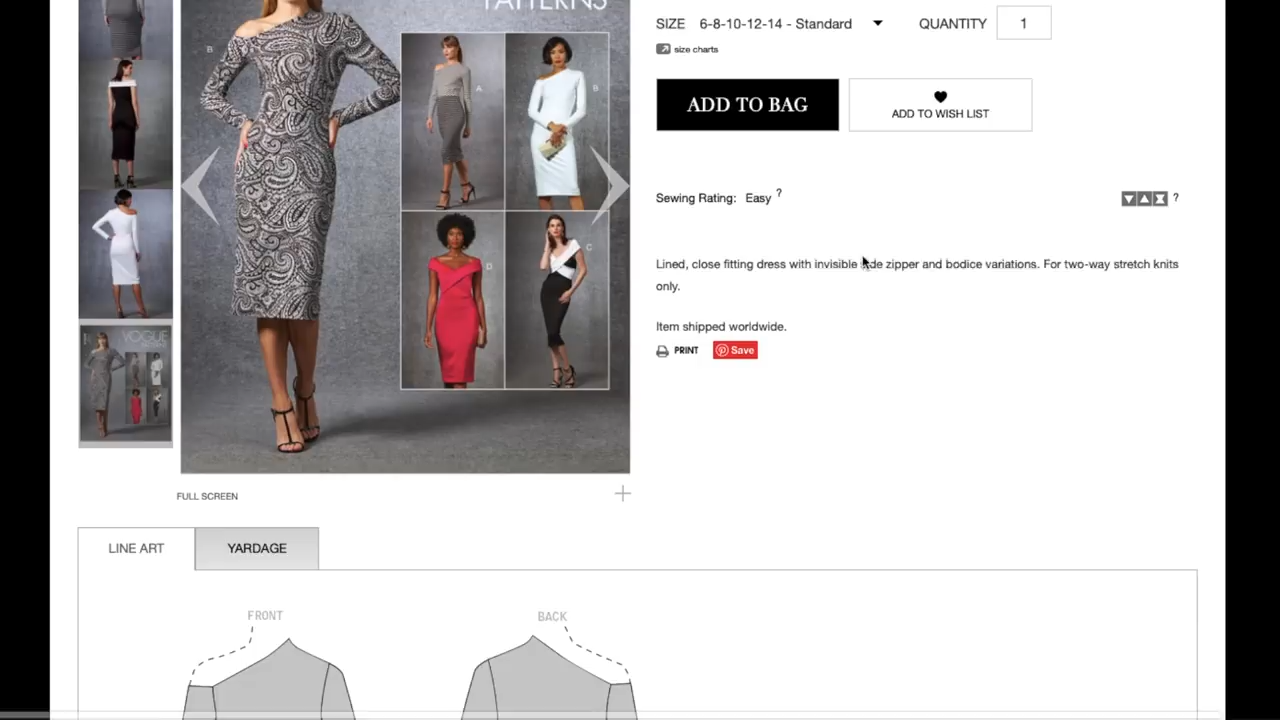 PATTERNS
B
A
B
D
C
FULL SCREEN
SIZE 6-8-10-12-14 - Standard QUANTITY 1
size charts
ADD TO BAG
ADD TO WISH LIST
Sewing Rating: Easy ?
?
Lined, close fitting dress with invisible side zipper and bodice variations. For two-way stretch knits
only.
Item shipped worldwide.
PRINT Save
LINE ART YARDAGE
FRONT BACK